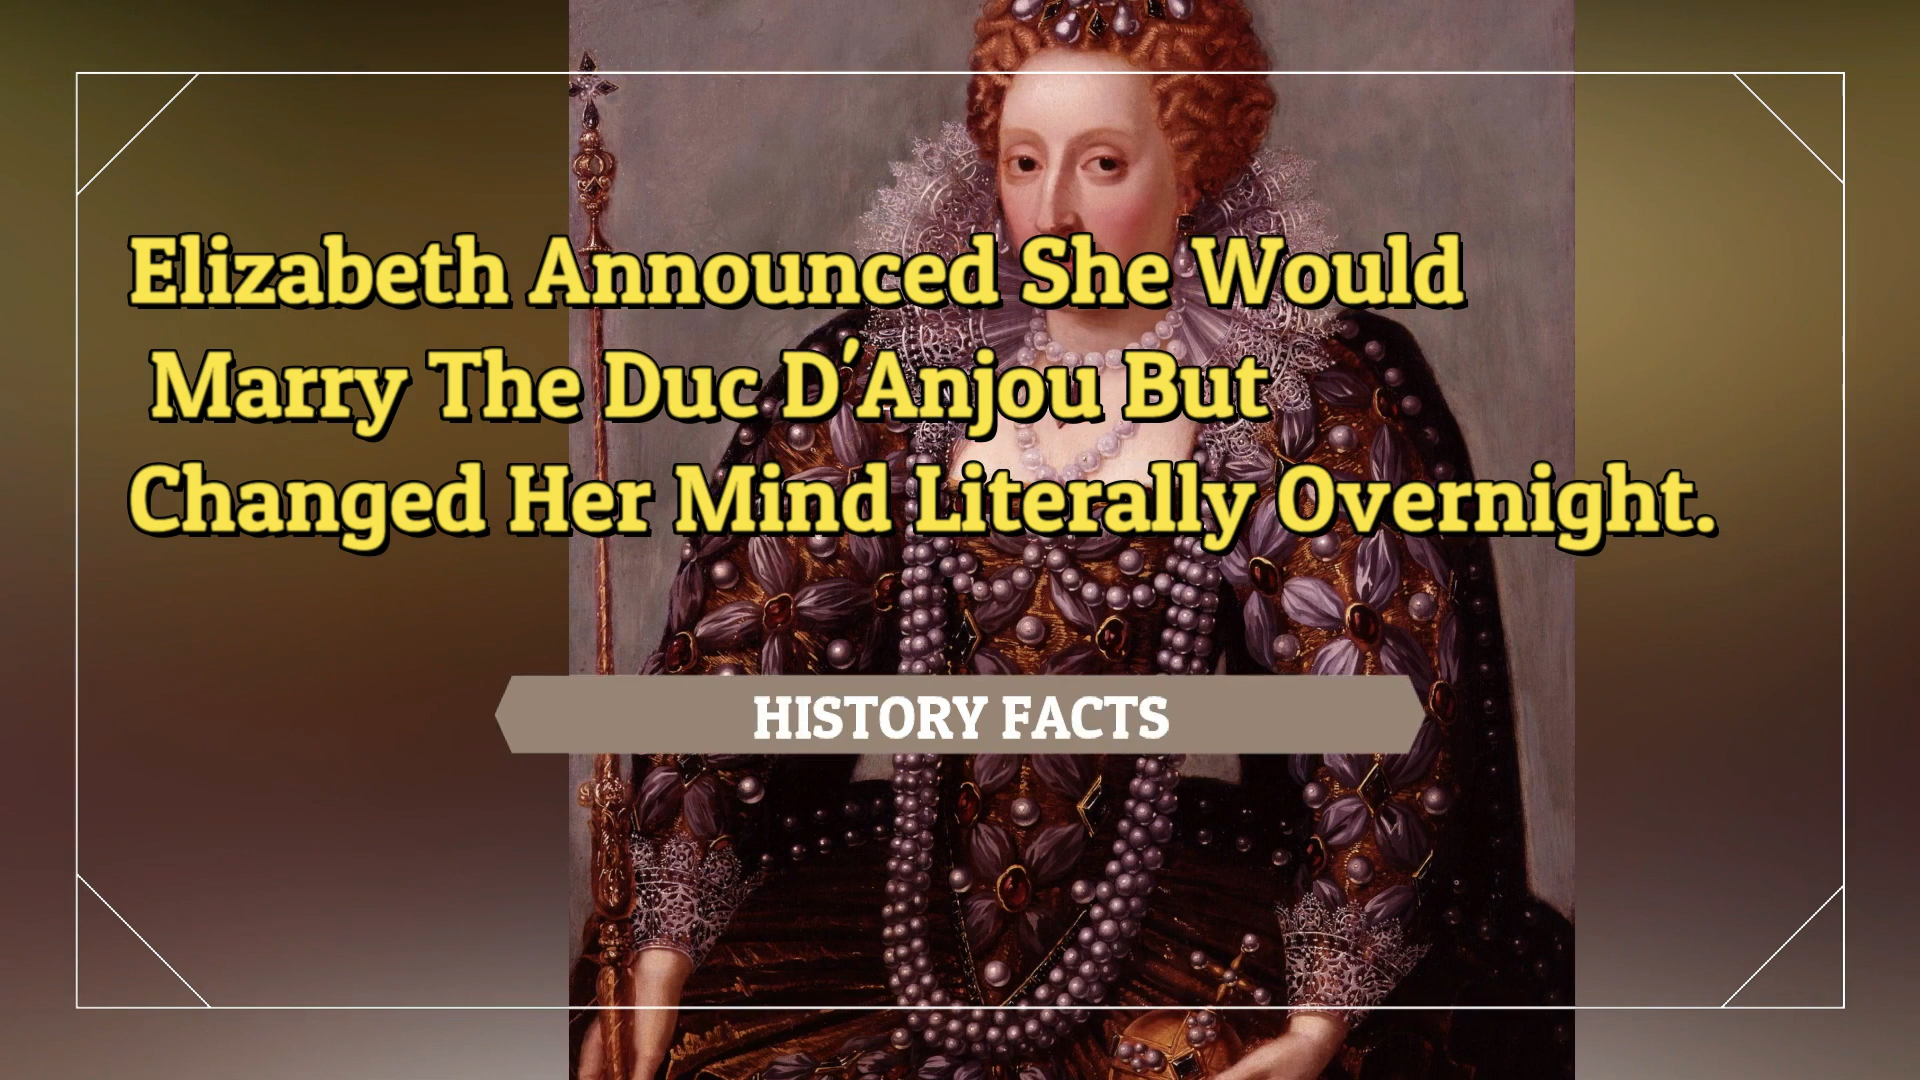 Elizabeth Announced She Would
Marry The Duc D'Anjou But
Changed Her Mind Literally Overnight.
HISTORY FACTS